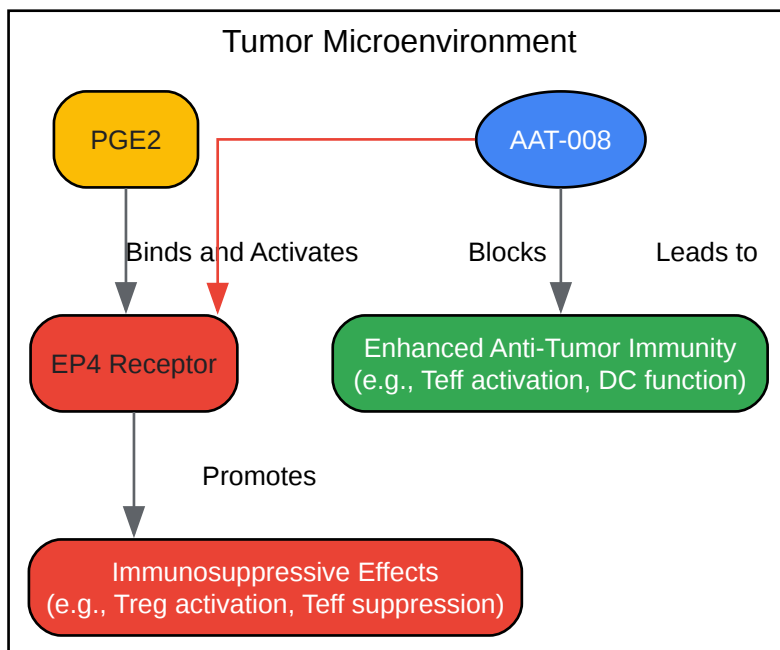 Tumor Microenvironment
PGE2
AAT-008
Binds and Activates
Blocks
Leads to
EP4 Receptor
Enhanced Anti-Tumor Immunity
(e.g., Teff activation, DC function)
Promotes
Immunosuppressive Effects
(e.g., Treg activation, Teff suppression)